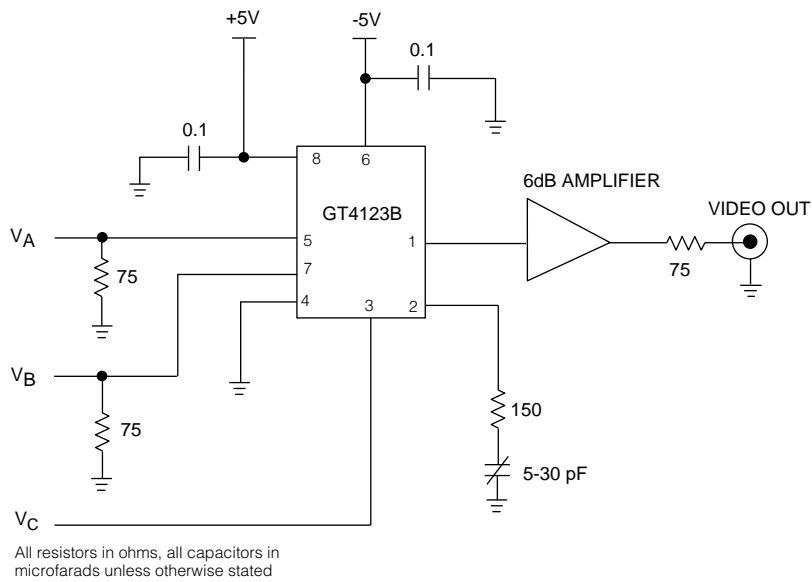 +5V
-5V
0.1
0.1
8
6
6dB AMPLIFIER
GT4123B
VIDEO OUT
VA
5
1
75
7
75
4
3
2
VB
75
150
5-30 pF
VC
All resistors in ohms, all capacitors in
microfarads unless otherwise stated